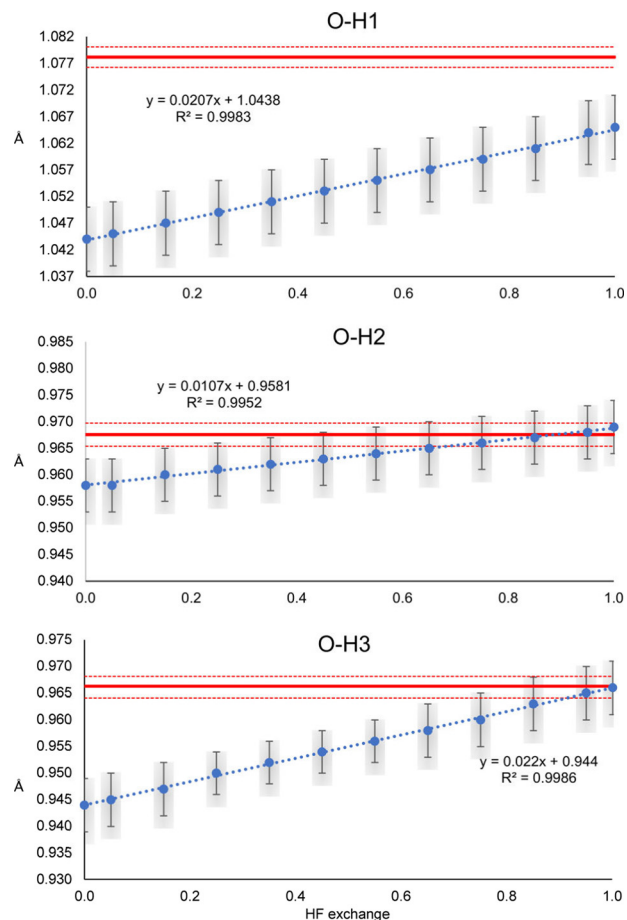 O-H1
1.082
1.077
1.072
1.067
1.062
1.057
1.052
1.047
1.042
1.037
Å
y = 0.0207x + 1.0438
R² = 0.9983
0.0 0.2 0.4 0.6 0.8 1.0
O-H2
0.985
0.980
0.975
0.970
0.965
0.960
0.955
0.950
0.945
0.940
Å
y = 0.0107x + 0.9581
R² = 0.9952
0.0 0.2 0.4 0.6 0.8 1.0
O-H3
0.975
0.970
0.965
0.960
0.955
0.950
0.945
0.940
0.935
0.930
Å
y = 0.022x + 0.944
R² = 0.9986
0.0 0.2 0.4 0.6 0.8 1.0
HF exchange